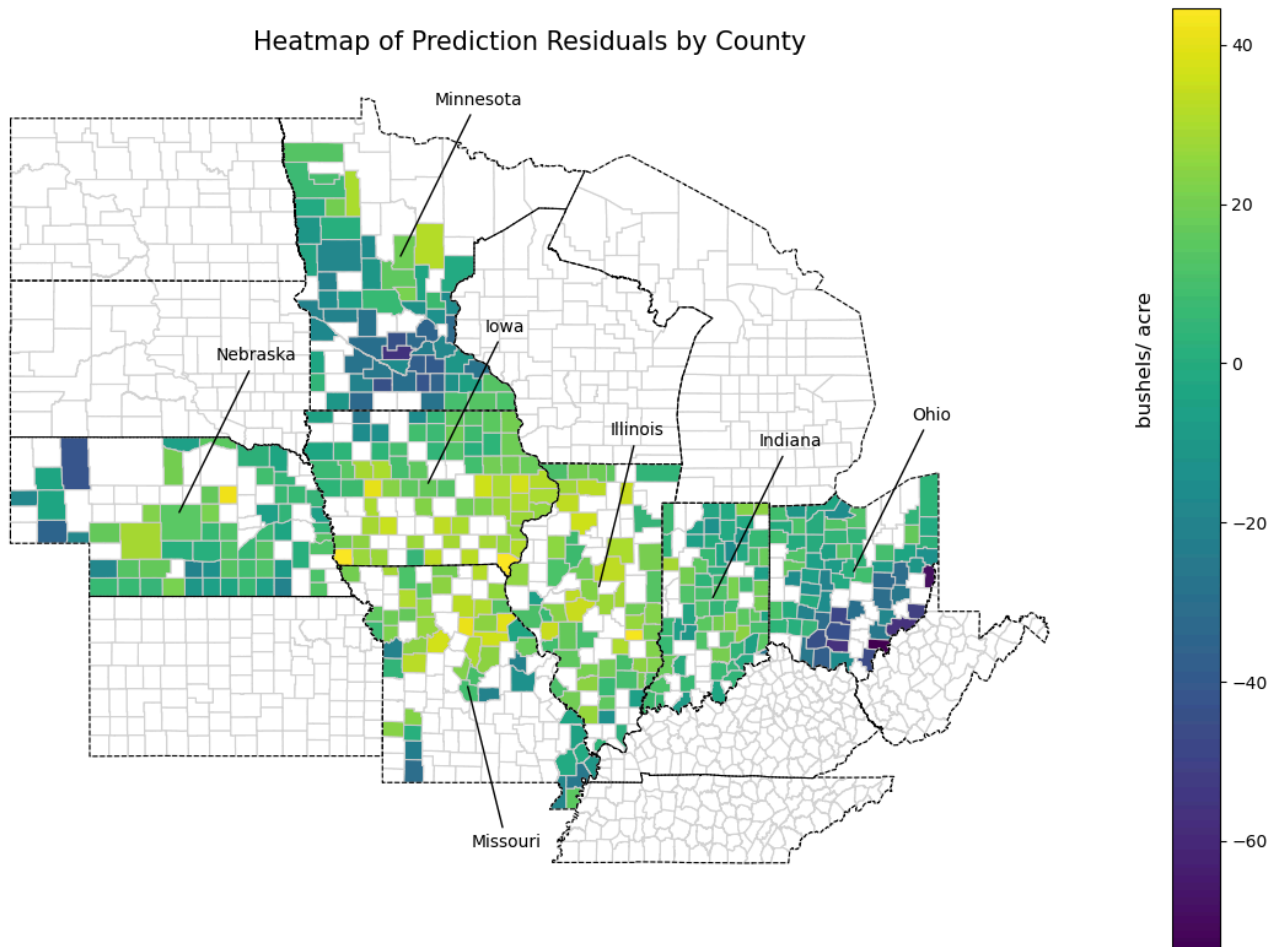 Heatmap of Prediction Residuals by County
Minnesota
Iowa
Nebraska
Illinois
Indiana
Ohio
Missouri
40
20
0
−20
−40
−60
bushels/ acre